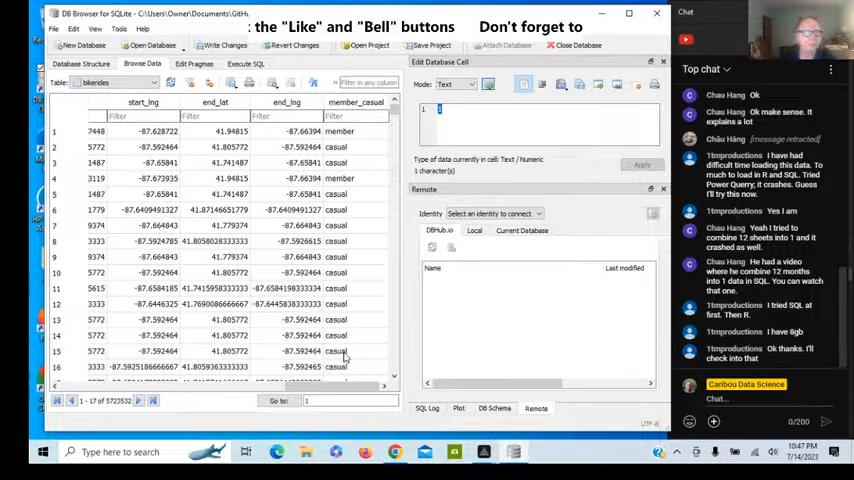 DB Browser for SQLite - C:\Users\Owner\Documents\GitHu
the "Like" and "Bell" buttons Don't forget to
File Edit View Tools Help
New Database Open Database Write Changes Revert Changes Open Project Save Project Attach Database Close Database
Database Structure Browse Data Edit Pragmas Execute SQL
Table: bikerides Filter in any column
start_lng end_lat end_lng member_casual
Filter Filter Filter Filter
1 7448 -87.628722 41.94815 -87.66394 member
2 5772 -87.592464 41.805772 -87.592464 casual
3 1487 -87.65841 41.741487 -87.65841 casual
4 3119 -87.66394 41.94815 -87.66394 member
5 1487 -87.65841 41.741487 -87.65841 casual
6 1779 -87.6409491327 41.87146651779 -87.6409491327 casual
7 9374 -87.664843 41.779374 -87.664843 casual
8 3333 -87.5924785 41.8058028333333 -87.5926615 casual
9 9374 -87.664843 41.779374 -87.664843 casual
10 5772 -87.592464 41.805772 -87.592464 casual
11 5615 -87.6584185 41.7415958333333 -87.6584198333333 casual
12 3333 -87.6446325 41.7690086666667 -87.6445838333333 casual
13 5772 -87.592464 41.805772 -87.592464 casual
14 5772 -87.592464 41.805772 -87.592464 casual
15 5772 -87.592464 41.805772 -87.592464 casual
16 3333 -87.5925186666667 41.8059363333333 -87.592465 casual
1 - 17 of 5723532 Go to: 1
Edit Database Cell
Mode: Text
1 1
Type of data currently in cell: Text / Numeric
1 character(s)
Apply
Remote
Identity Select an identity to connect
DBHub.io Local Current Database
Name Last modified
SQL Log Plot DB Schema Remote
UTF-8
Chat
Top chat
Chau Hang Ok
Chau Hang Ok make sense. It
explains a lot
Châu Hàng [message retracted]
1tmproductions I have had
difficult time loading this data. To
much to load in R and SQL.
Tried Power Query; it crashes. Guess
I'll try this now.
1tmproductions Yes I am
Chau Hang Yeah I tried to
combine 12 sheets into 1 and it
crashed as well.
Chau Hang He had a video
where he combine 12 months
into 1 data in SQL. You can watch
that one.
1tmproductions I tried SQL at
first. Then R.
1tmproductions I have 8gb
1tmproductions Ok thanks. I'll
check into that
Caribou Data Science
Chat...
0/200
Type here to search
10:47 PM
7/14/2023